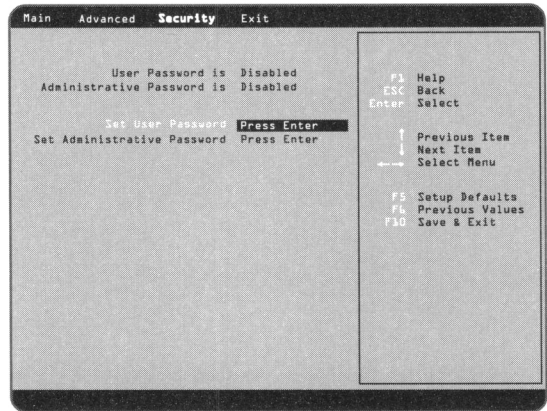 Main Advanced Security Exit
User Password is Disabled
Administrative Password is Disabled
Set User Password Press Enter
Set Administrative Password Press Enter
F1 Help
ESC Back
Enter Select
↑ Previous Item
↓ Next Item
←→ Select Menu
F5 Setup Defaults
F6 Previous Values
F10 Save & Exit